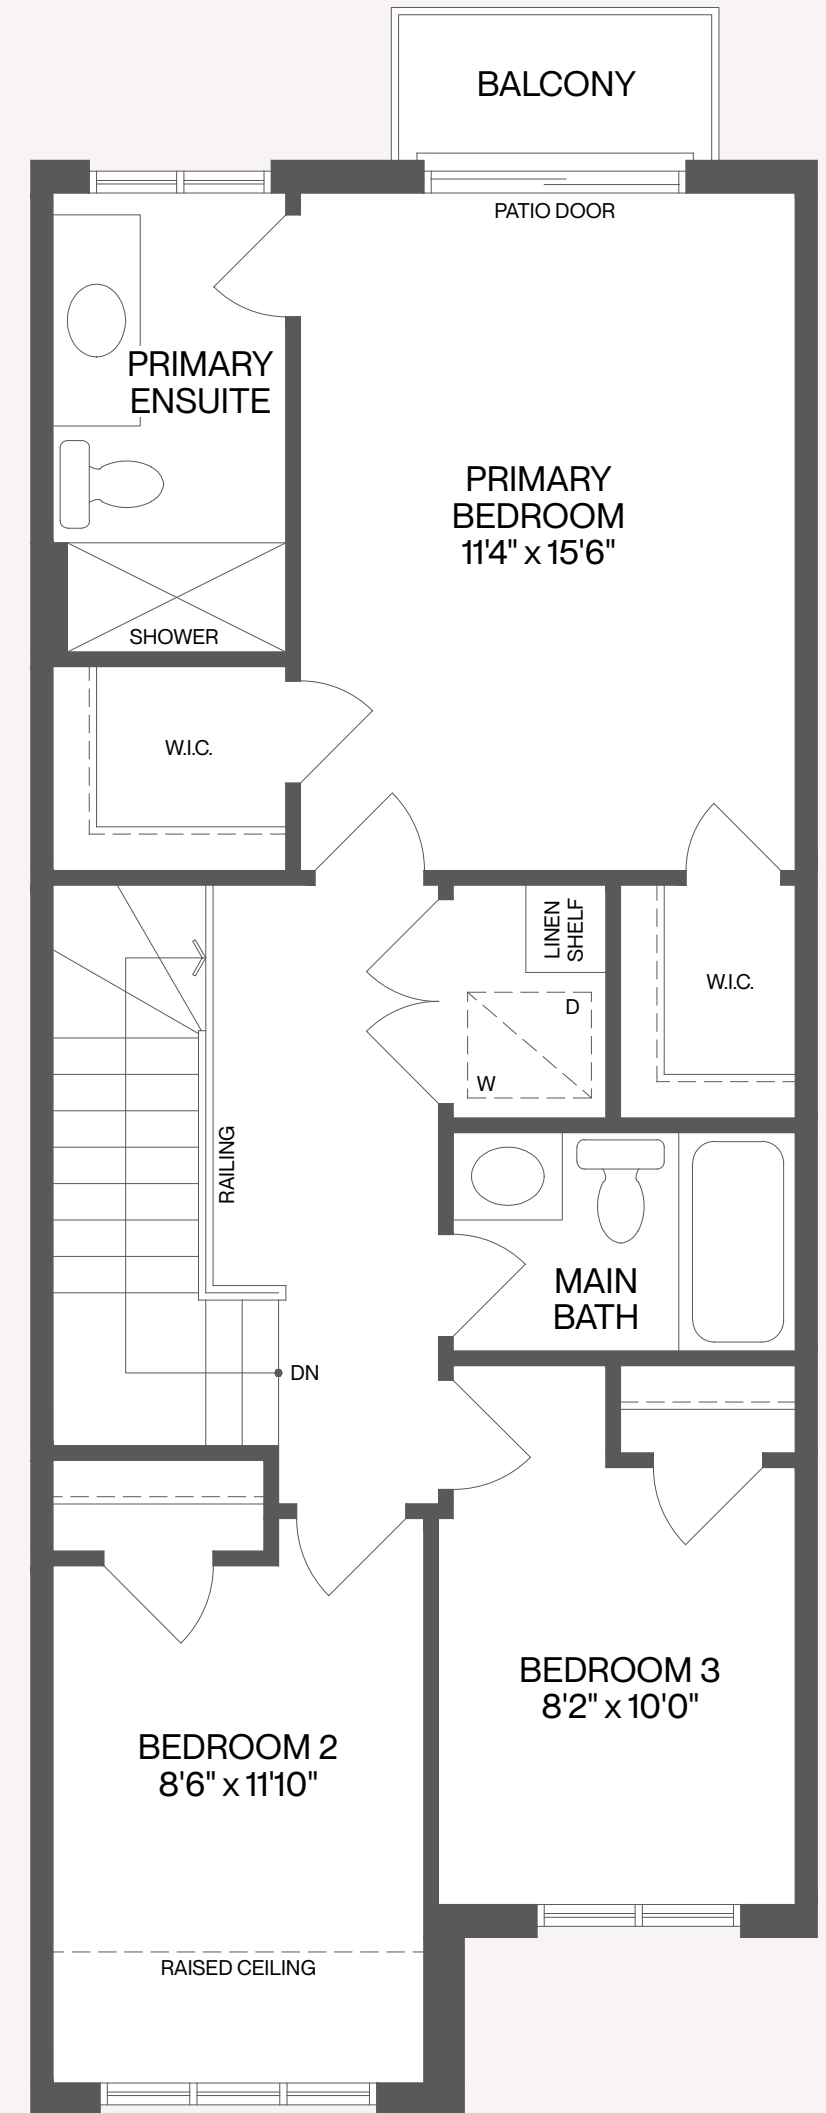 BALCONY
PATIO DOOR
PRIMARY
ENSUITE
PRIMARY
BEDROOM
11'4" x 15'6"
SHOWER
W.I.C.
LINEN
SHELF
W.I.C.
D
W
RAILING
MAIN
BATH
DN
BEDROOM 3
8'2" x 10'0"
BEDROOM 2
8'6" x 11'10"
RAISED CEILING